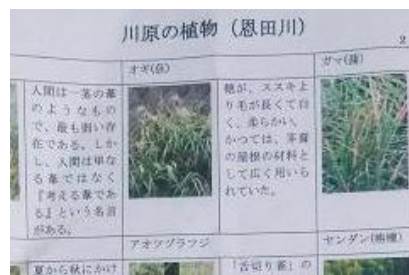 川原の植物（恩田川）
2
オギ(荻)
ガマ(蒲)
人間は一茎の葦
のようなもの
で、最も弱い存
在である。しか
し、人間は単な
る葦ではなく
『考える葦であ
る』という名言
がある。
穂が、ススキよ
り毛が長くて白
く、柔らかい。
かつては、茅葺
の屋根の材料と
して広く用いら
れていた。
アオツヅラフジ
センダン(栴檀)
夏から秋にかけ
「舌切り雀」の